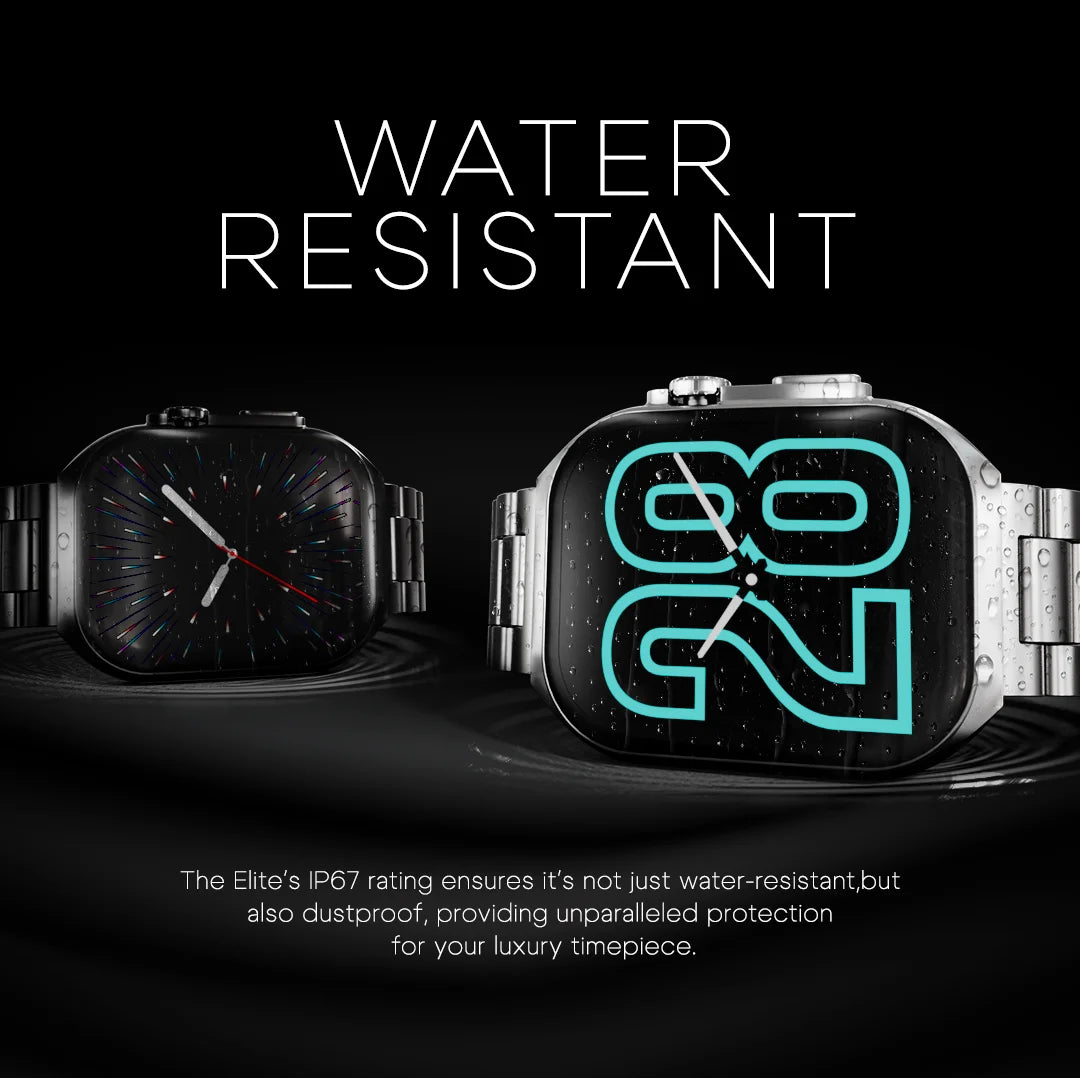 WATER
RESISTANT
28
The Elite's IP67 rating ensures it's not just water-resistant,but
also dustproof, providing unparalleled protection
for your luxury timepiece.